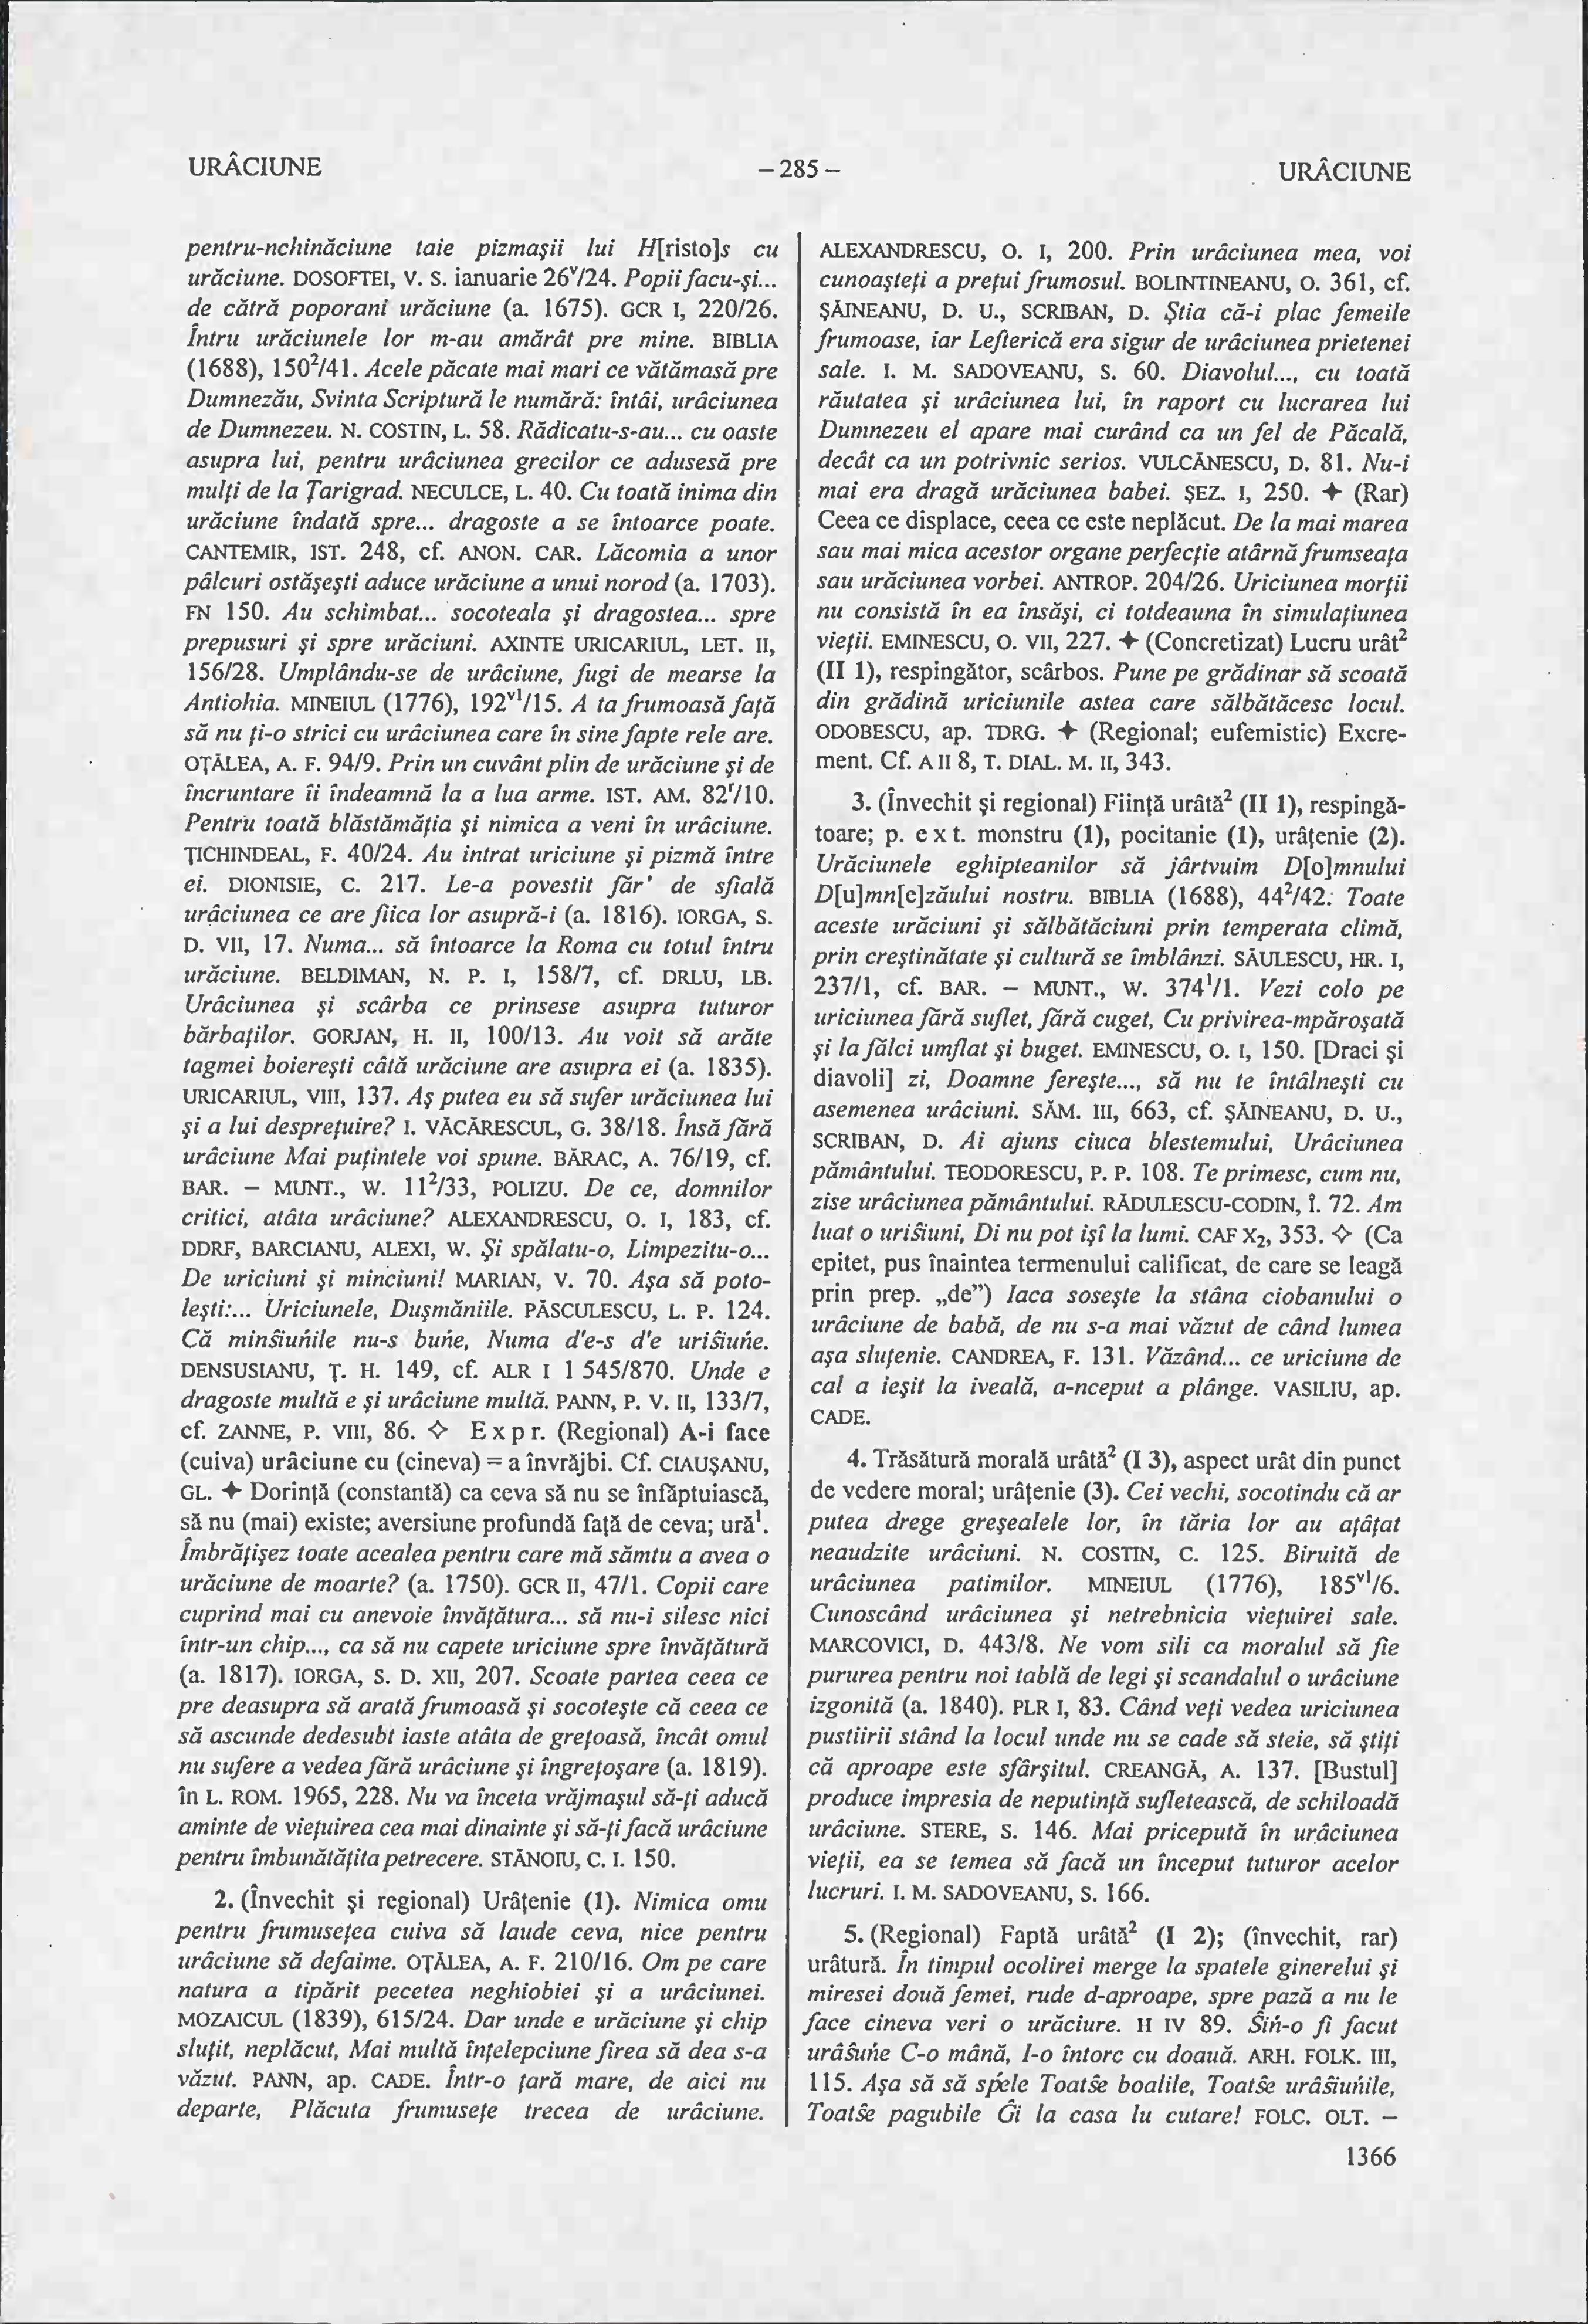 URÂCIUNE
– 285 –
URÂCIUNE
pentru-nchinăciune taie pizmaşii lui H[risto]s cu
urăciune. DOSOFTEI, V. S. ianuarie 26ᵛ/24. Popii facu-şi...
de cătră poporani urăciune (a. 1675). GCR I, 220/26.
Întru urăciunele lor m-au amărât pre mine. BIBLIA
(1688), 150²/41. Acele păcate mai mari ce vătămasă pre
Dumnezău, Svinta Scriptură le numără: întâi, urâciunea
de Dumnezeu. N. COSTIN, L. 58. Rădicatu-s-au... cu oaste
asupra lui, pentru urâciunea grecilor ce adusesă pre
mulţi de la Ţarigrad. NECULCE, L. 40. Cu toată inima din
urăciune îndată spre... dragoste a se întoarce poate.
CANTEMIR, IST. 248, cf. ANON. CAR. Lăcomia a unor
pâlcuri ostăşeşti aduce urăciune a unui norod (a. 1703).
FN 150. Au schimbat... socoteala şi dragostea... spre
prepusuri şi spre urăciuni. AXINTE URICARIUL, LET. II,
156/28. Umplându-se de urâciune, fugi de mearse la
Antiohia. MINEIUL (1776), 192ᵛ¹/15. A ta frumoasă faţă
să nu ţi-o strici cu urâciunea care în sine fapte rele are.
OŢĂLEA, A. F. 94/9. Prin un cuvânt plin de urăciune şi de
încruntare îi îndeamnă la a lua arme. IST. AM. 82ʳ/10.
Pentru toată blăstămăţia şi nimica a veni în urâciune.
ŢICHINDEAL, F. 40/24. Au intrat uriciune şi pizmă între
ei. DIONISIE, C. 217. Le-a povestit făr' de sfială
urâciunea ce are fiica lor asupră-i (a. 1816). IORGA, S.
D. VII, 17. Numa... să întoarce la Roma cu totul întru
urăciune. BELDIMAN, N. P. I, 158/7, cf. DRLU, LB.
Urâciunea şi scârba ce prinsese asupra tuturor
bărbaţilor. GORJAN, H. II, 100/13. Au voit să arăte
tagmei boiereşti câtă urăciune are asupra ei (a. 1835).
URICARIUL, VIII, 137. Aş putea eu să sufer urăciunea lui
şi a lui despreţuire? I. VĂCĂRESCUL, G. 38/18. Însă fără
urâciune Mai puţintele voi spune. BĂRAC, A. 76/19, cf.
BAR. – MUNT., W. 11²/33, POLIZU. De ce, domnilor
critici, atâta urâciune? ALEXANDRESCU, O. I, 183, cf.
DDRF, BARCIANU, ALEXI, W. Şi spălatu-o, Limpezitu-o...
De uriciuni şi minciuni! MARIAN, V. 70. Aşa să poto-
leşti:... Uriciunele, Duşmăniile. PĂSCULESCU, L. P. 124.
Că minŝiuńile nu-s buńe, Numa d'e-s d'e uriŝiuńe.
DENSUSIANU, Ţ. H. 149, cf. ALR I 1 545/870. Unde e
dragoste multă e şi urâciune multă. PANN, P. V. II, 133/7,
cf. ZANNE, P. VIII, 86. ◇ Expr. (Regional) A-i face
(cuiva) urâciune cu (cineva) = a învrăjbi. Cf. CIAUŞANU,
GL. ✦ Dorinţă (constantă) ca ceva să nu se înfăptuiască,
să nu (mai) existe; aversiune profundă faţă de ceva; ură¹.
Îmbrăţişez toate acealea pentru care mă sămtu a avea o
urăciune de moarte? (a. 1750). GCR II, 47/1. Copii care
cuprind mai cu anevoie învăţătura... să nu-i silesc nici
într-un chip..., ca să nu capete uriciune spre învăţătură
(a. 1817). IORGA, S. D. XII, 207. Scoate partea ceea ce
pre deasupra să arată frumoasă şi socoteşte că ceea ce
să ascunde dedesubt iaste atâta de greţoasă, încât omul
nu sufere a vedea fără urâciune şi îngreţoşare (a. 1819).
în L. ROM. 1965, 228. Nu va înceta vrăjmaşul să-ţi aducă
aminte de vieţuirea cea mai dinainte şi să-ţi facă urâciune
pentru îmbunătăţita petrecere. STĂNOIU, C. I. 150.
2. (Învechit şi regional) Urâţenie (1). Nimica omu
pentru frumuseţea cuiva să laude ceva, nice pentru
urâciune să defaime. OŢĂLEA, A. F. 210/16. Om pe care
natura a tipărit pecetea neghiobiei şi a urâciunei.
MOZAICUL (1839), 615/24. Dar unde e urăciune şi chip
sluţit, neplăcut, Mai multă înţelepciune firea să dea s-a
văzut. PANN, ap. CADE. Într-o ţară mare, de aici nu
departe, Plăcuta frumuseţe trecea de urâciune.
ALEXANDRESCU, O. I, 200. Prin urâciunea mea, voi
cunoaşteţi a preţui frumosul. BOLINTINEANU, O. 361, cf.
ŞĂINEANU, D. U., SCRIBAN, D. Ştia că-i plac femeile
frumoase, iar Lefterică era sigur de urâciunea prietenei
sale. I. M. SADOVEANU, S. 60. Diavolul..., cu toată
răutatea şi urâciunea lui, în raport cu lucrarea lui
Dumnezeu el apare mai curând ca un fel de Păcală,
decât ca un potrivnic serios. VULCĂNESCU, D. 81. Nu-i
mai era dragă urăciunea babei. ŞEZ. I, 250. ✦ (Rar)
Ceea ce displace, ceea ce este neplăcut. De la mai marea
sau mai mica acestor organe perfecţie atârnă frumseaţa
sau urăciunea vorbei. ANTROP. 204/26. Uriciunea morţii
nu consistă în ea însăşi, ci totdeauna în simulaţiunea
vieţii. EMINESCU, O. VII, 227. ✦ (Concretizat) Lucru urât²
(II 1), respingător, scârbos. Pune pe grădinar să scoată
din grădină uriciunile astea care sălbătăcesc locul.
ODOBESCU, ap. TDRG. ✦ (Regional; eufemistic) Excre-
ment. Cf. A II 8, T. DIAL. M. II, 343.
3. (Învechit şi regional) Fiinţă urâtă² (II 1), respingă-
toare; p. ext. monstru (1), pocitanie (1), urâţenie (2).
Urăciunele eghipteanilor să jârtvuim D[o]mnului
D[u]mn[e]zăului nostru. BIBLIA (1688), 44²/42. Toate
aceste urăciuni şi sălbătăciuni prin temperata climă,
prin creştinătate şi cultură se îmblânzi. SĂULESCU, HR. I,
237/1, cf. BAR. – MUNT., W. 374¹/1. Vezi colo pe
uriciunea fără suflet, fără cuget, Cu privirea-mpăroşată
şi la fălci umflat şi buget. EMINESCU, O. I, 150. [Draci şi
diavoli] zi, Doamne fereşte..., să nu te întâlneşti cu
asemenea urâciuni. SĂM. III, 663, cf. ŞĂINEANU, D. U.,
SCRIBAN, D. Ai ajuns ciuca blestemului, Urâciunea
pământului. TEODORESCU, P. P. 108. Te primesc, cum nu,
zise urâciunea pământului. RĂDULESCU-CODIN, Î. 72. Am
luat o uriŝiuni, Di nu pot işî la lumi. CAF X₂, 353. ◇ (Ca
epitet, pus înaintea termenului calificat, de care se leagă
prin prep. „de”) Iaca soseşte la stâna ciobanului o
urâciune de babă, de nu s-a mai văzut de când lumea
aşa sluţenie. CANDREA, F. 131. Văzând... ce uriciune de
cal a ieşit la iveală, a-nceput a plânge. VASILIU, ap.
CADE.
4. Trăsătură morală urâtă² (I 3), aspect urât din punct
de vedere moral; urâţenie (3). Cei vechi, socotindu că ar
putea drege greşealele lor, în tăria lor au aţâţat
neaudzite urâciuni. N. COSTIN, C. 125. Biruită de
urâciunea patimilor. MINEIUL (1776), 185ᵛ¹/6.
Cunoscând urâciunea şi netrebnicia vieţuirei sale.
MARCOVICI, D. 443/8. Ne vom sili ca moralul să fie
pururea pentru noi tablă de legi şi scandalul o urâciune
izgonită (a. 1840). PLR I, 83. Când veţi vedea uriciunea
pustiirii stând la locul unde nu se cade să steie, să ştiţi
că aproape este sfârşitul. CREANGĂ, A. 137. [Bustul]
produce impresia de neputinţă sufletească, de schiloadă
urâciune. STERE, S. 146. Mai pricepută în urâciunea
vieţii, ea se temea să facă un început tuturor acelor
lucruri. I. M. SADOVEANU, S. 166.
5. (Regional) Faptă urâtă² (I 2); (învechit, rar)
urâtură. În timpul ocolirei merge la spatele ginerelui şi
miresei două femei, rude d-aproape, spre pază a nu le
face cineva veri o urăciure. H IV 89. Ŝiń-o fi facut
urâŝuńe C-o mână, I-o întorc cu doauă. ARH. FOLK. III,
115. Aşa să să spele Toatŝe boalile, Toatŝe urâŝiuńile,
Toatŝe pagubile Ĝi la casa lu cutare! FOLC. OLT. –
1366